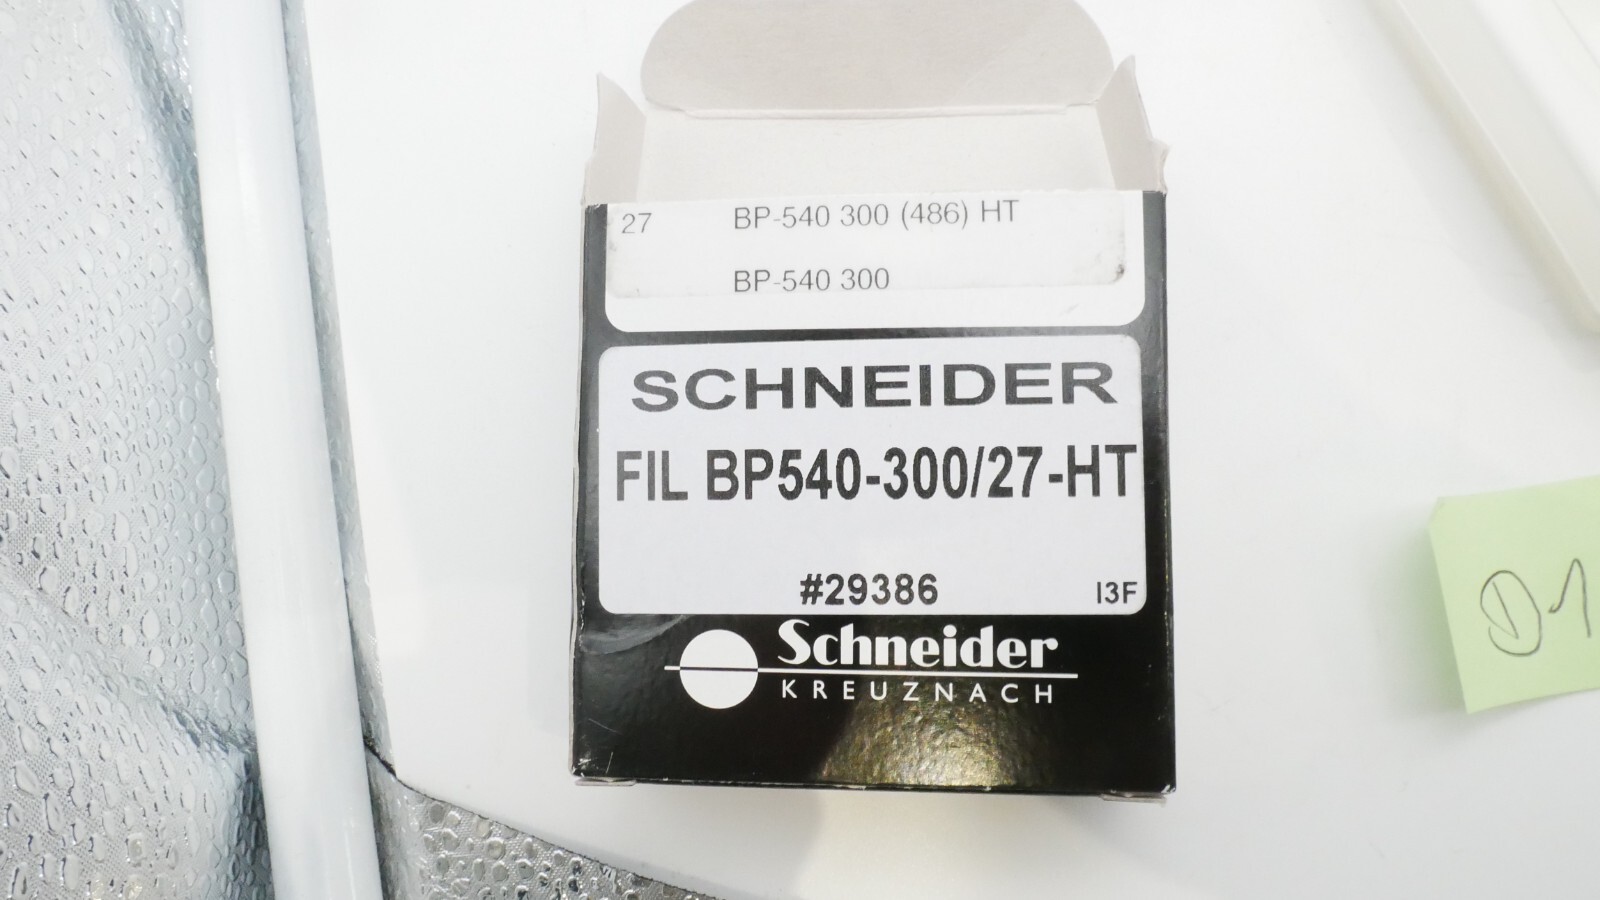 27 BP-540 300 (486) HT
BP-540 300
SCHNEIDER
FIL BP540-300/27-HT
#29386 I3F
Schneider
KREUZNACH
D1